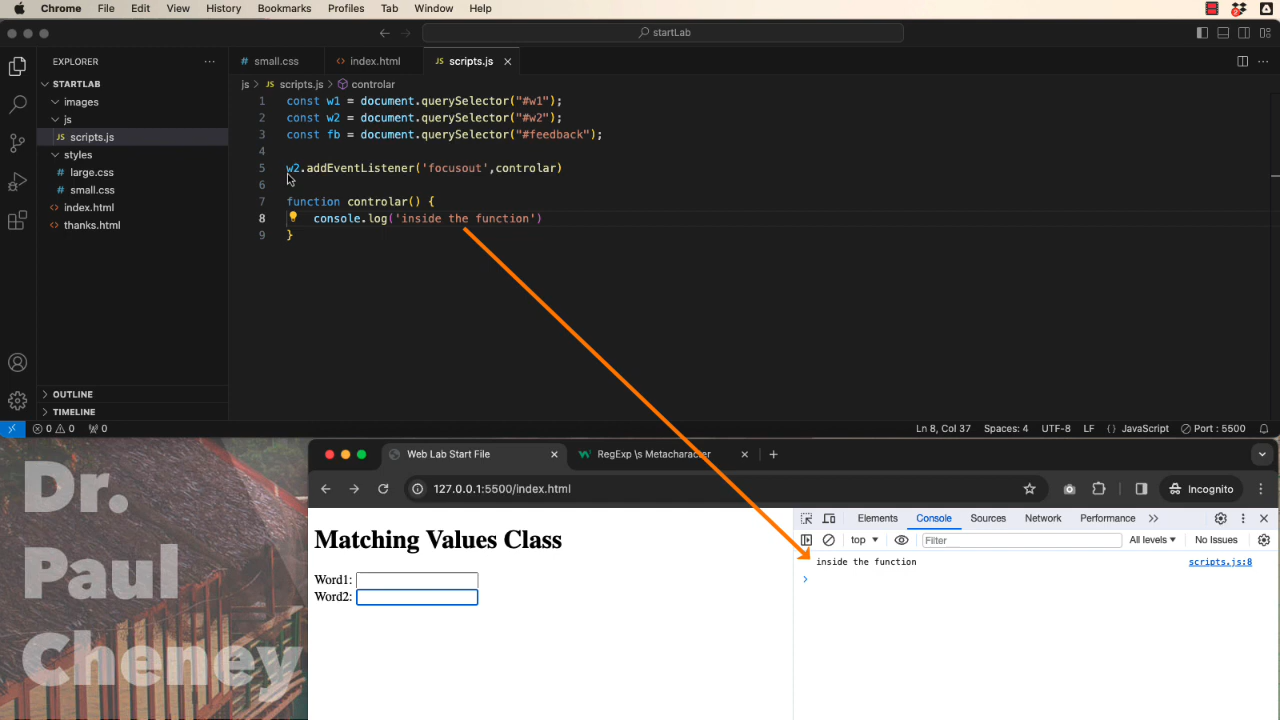 Chrome File Edit View History Bookmarks Profiles Tab Window Help
startLab
EXPLORER
STARTLAB
images
js
JS scripts.js
styles
# large.css
# small.css
<> index.html
<> thanks.html
OUTLINE
TIMELINE
# small.css <> index.html JS scripts.js
js > JS scripts.js > controlar
1 const w1 = document.querySelector("#w1");
2 const w2 = document.querySelector("#w2");
3 const fb = document.querySelector("#feedback");
4
5 w2.addEventListener('focusout',controlar)
6
7 function controlar() {
8 console.log('inside the function')
9 }
0 0 0 Ln 8, Col 37 Spaces: 4 UTF-8 LF {} JavaScript Port : 5500
Dr.
Paul
Cheney
Web Lab Start File RegExp \s Metacharacter
127.0.0.1:5500/index.html Incognito
Matching Values Class
Word1:
Word2:
Elements Console Sources Network Performance
top Filter All levels No Issues
inside the function scripts.js:8